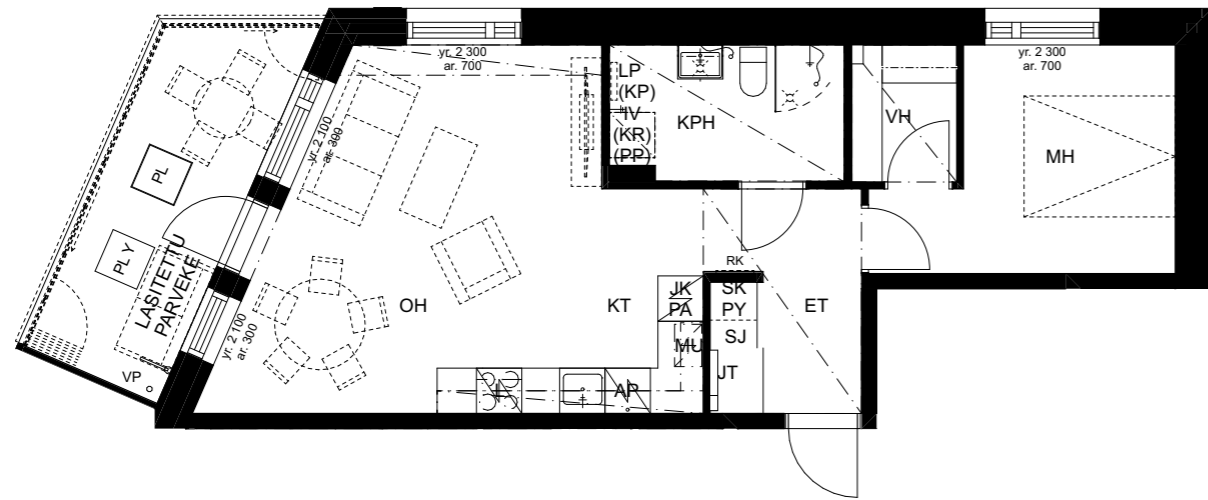 yr. 2 300
ar. 700
yr. 2 300
ar. 700
LP
(KP)
IV
(KR)
(PP)
KPH
VH
MH
yr. 2 100
ar. 300
PL
PL Y
LASITETTU
PARVEKE
VP
yr. 2 100
ar. 300
OH
KT
JK
PA
MU
AP
RK
SK
PY
SJ
JT
ET